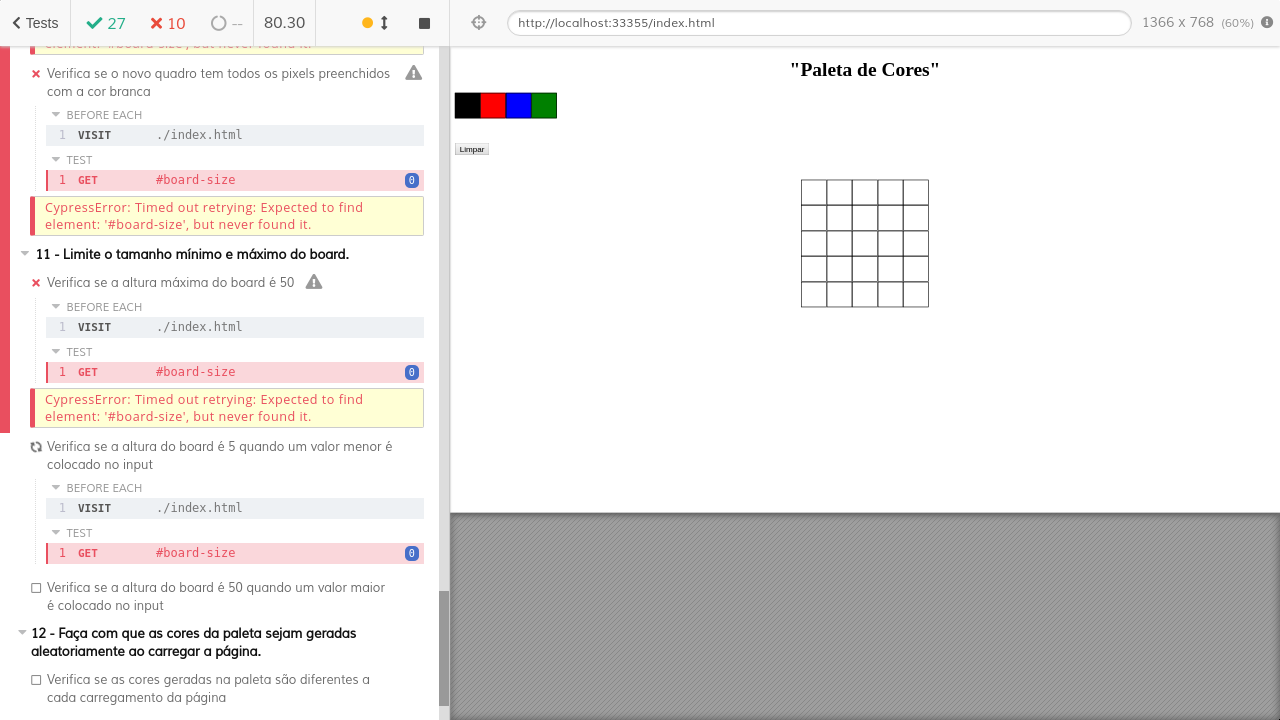 Tests
27
10
--
80.30
http://localhost:33355/index.html
1366 x 768 (60%)
element: '#board-size', but never found it.
Verifica se o novo quadro tem todos os pixels preenchidos
com a cor branca
BEFORE EACH
1 VISIT ./index.html
TEST
1 GET #board-size 0
CypressError: Timed out retrying: Expected to find
element: '#board-size', but never found it.
11 - Limite o tamanho mínimo e máximo do board.
Verifica se a altura máxima do board é 50
BEFORE EACH
1 VISIT ./index.html
TEST
1 GET #board-size 0
CypressError: Timed out retrying: Expected to find
element: '#board-size', but never found it.
Verifica se a altura do board é 5 quando um valor menor é
colocado no input
BEFORE EACH
1 VISIT ./index.html
TEST
1 GET #board-size 0
Verifica se a altura do board é 50 quando um valor maior
é colocado no input
12 - Faça com que as cores da paleta sejam geradas
aleatoriamente ao carregar a página.
Verifica se as cores geradas na paleta são diferentes a
cada carregamento da página
"Paleta de Cores"
Limpar